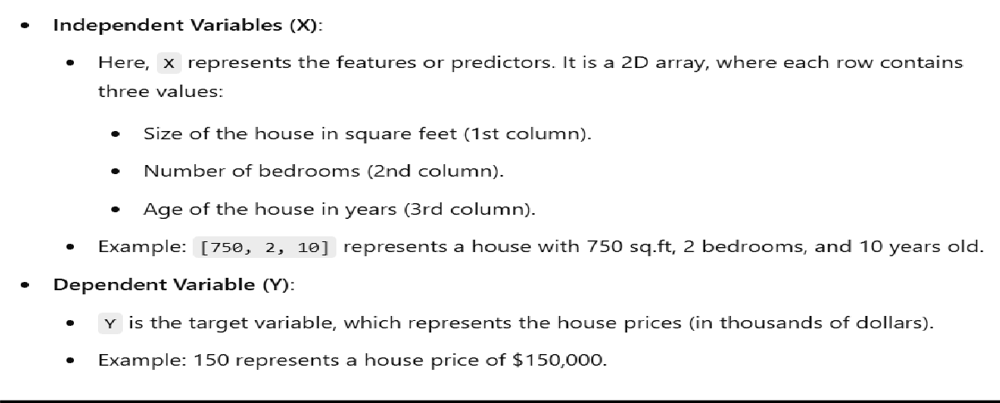 Independent Variables (X):
Here, X represents the features or predictors. It is a 2D array, where each row contains
three values:
Size of the house in square feet (1st column).
Number of bedrooms (2nd column).
Age of the house in years (3rd column).
Example: [750, 2, 10] represents a house with 750 sq.ft, 2 bedrooms, and 10 years old.
Dependent Variable (Y):
Y is the target variable, which represents the house prices (in thousands of dollars).
Example: 150 represents a house price of $150,000.